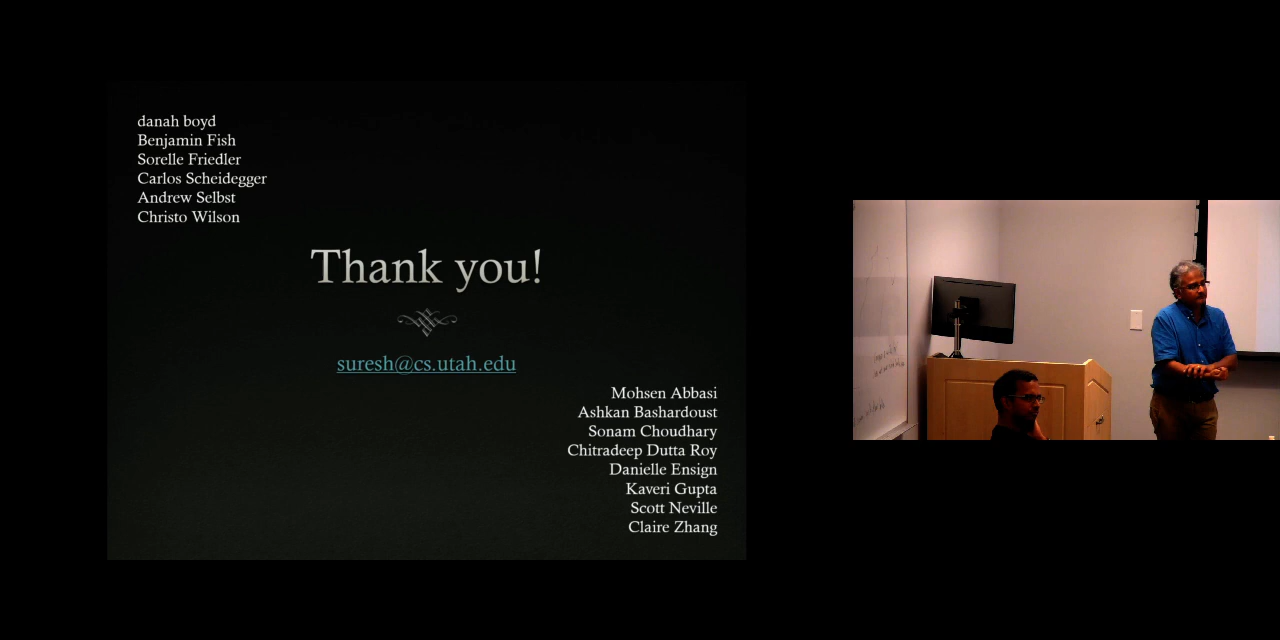 danah boyd
Benjamin Fish
Sorelle Friedler
Carlos Scheidegger
Andrew Selbst
Christo Wilson
Thank you!
suresh@cs.utah.edu
Mohsen Abbasi
Ashkan Bashardoust
Sonam Choudhary
Chitradeep Dutta Roy
Danielle Ensign
Kaveri Gupta
Scott Neville
Claire Zhang